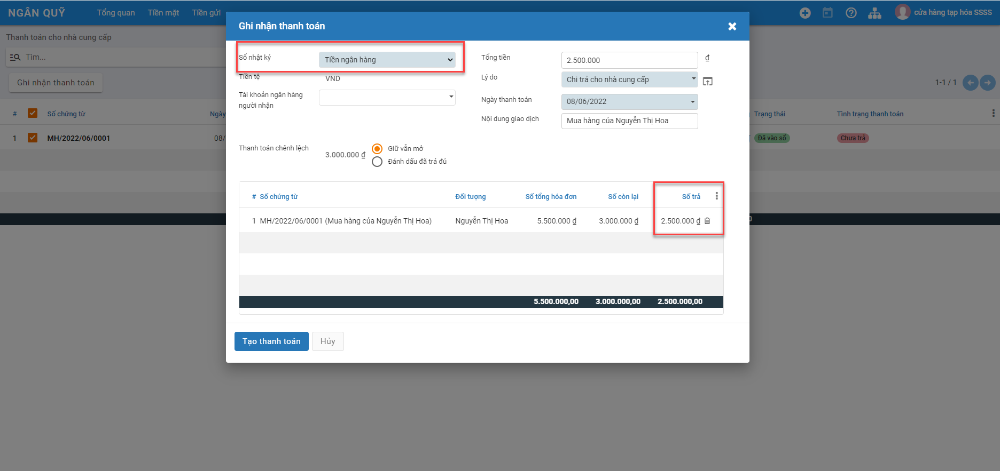 NGÂN QUỸ Tổng quan Tiền mặt Tiền gửi cửa hàng tạp hóa SSSS
Thanh toán cho nhà cung cấp
Tìm...
Ghi nhận thanh toán
1-1 / 1
# Số chứng từ Ngày Trạng thái Tình trạng thanh toán
1 MH/2022/06/0001 08/ Đã vào sổ Chưa trả
Ghi nhận thanh toán
Sổ nhật ký Tiền ngân hàng
Tổng tiền 2.500.000 ₫
Tiền tệ VND
Lý do Chi trả cho nhà cung cấp
Tài khoản ngân hàng
người nhận
Ngày thanh toán 08/06/2022
Nội dung giao dịch Mua hàng của Nguyễn Thị Hoa
Thanh toán chênh lệch 3.000.000 ₫
Giữ vẫn mở
Đánh dấu đã trả đủ
# Số chứng từ Đối tượng Số tổng hóa đơn Số còn lại Số trả
1 MH/2022/06/0001 (Mua hàng của Nguyễn Thị Hoa) Nguyễn Thị Hoa 5.500.000 ₫ 3.000.000 ₫ 2.500.000 ₫
5.500.000,00 3.000.000,00 2.500.000,00
Tạo thanh toán Hủy